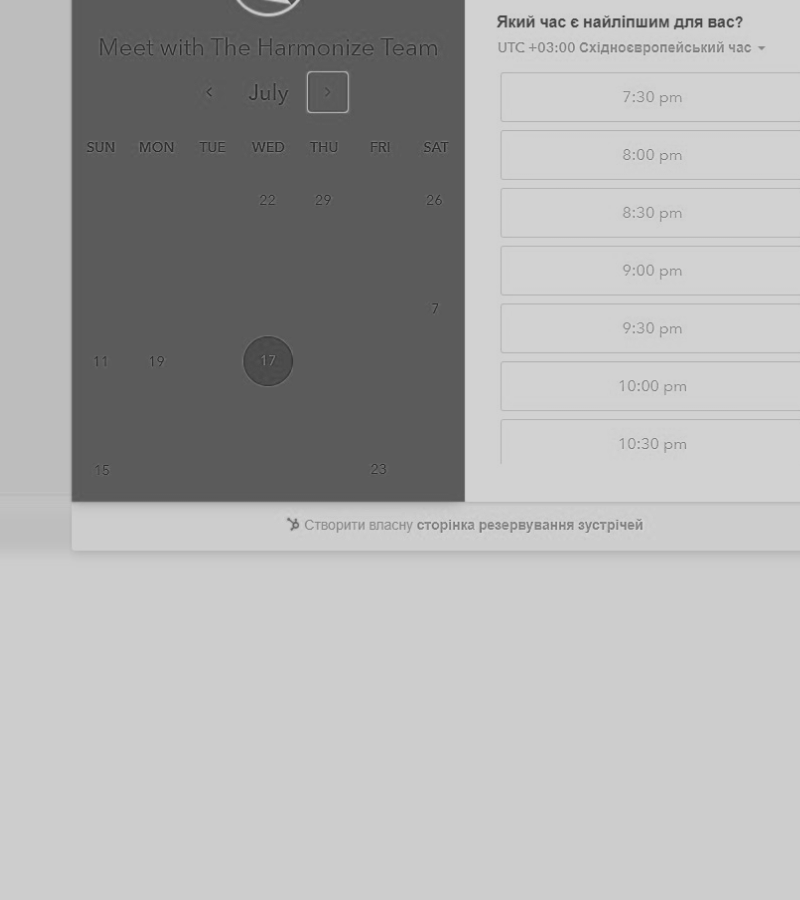 Meet with The Harmonize Team
July
SUN MON TUE WED THU FRI SAT
22 29 26
7
11 19 17
15 23
Який час є найліпшим для вас?
UTC +03:00 Східноєвропейський час
7:30 pm
8:00 pm
8:30 pm
9:00 pm
9:30 pm
10:00 pm
10:30 pm
Створити власну сторінка резервування зустрічей